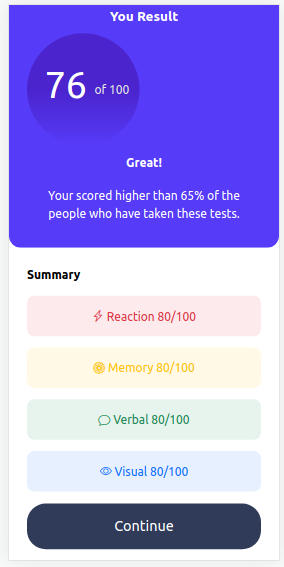 You Result
76 of 100
Great!
Your scored higher than 65% of the
people who have taken these tests.
Summary
Reaction 80/100
Memory 80/100
Verbal 80/100
Visual 80/100
Continue